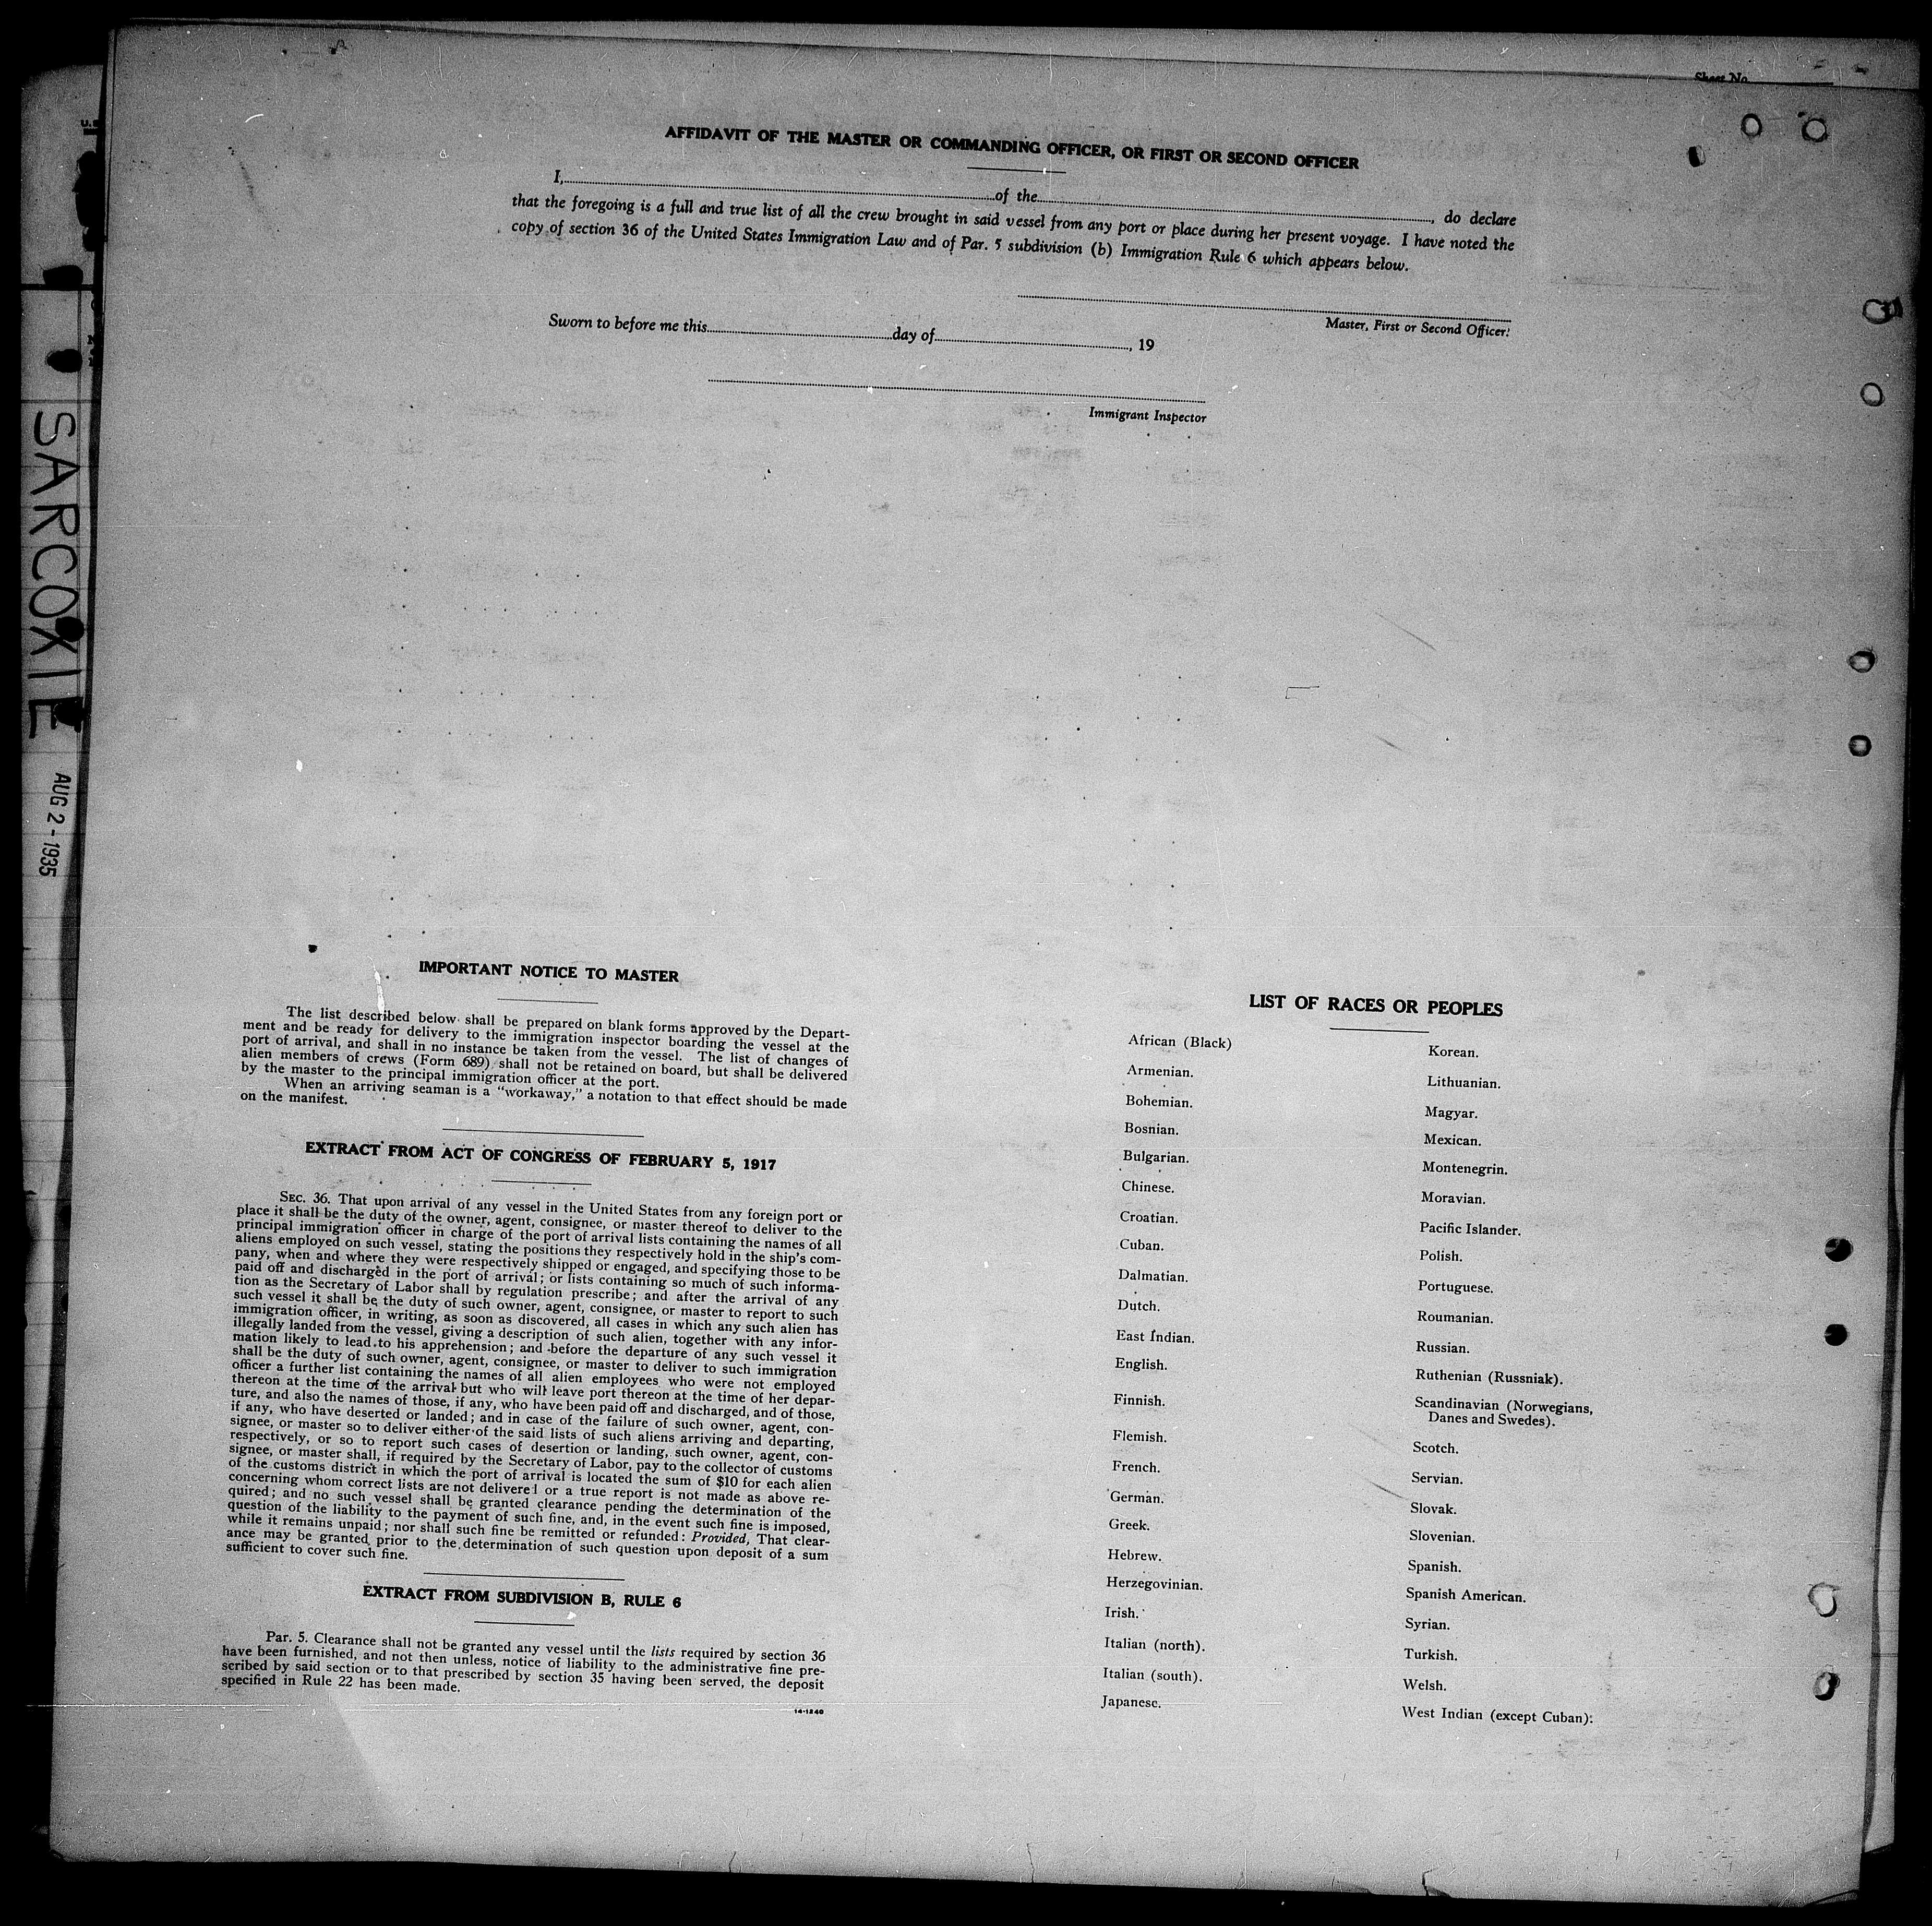 Sheet No.
U.S
SARCOXIE
AUG 2 - 1935
AFFIDAVIT OF THE MASTER OR COMMANDING OFFICER, OR FIRST OR SECOND OFFICER
I, of the , do declare
that the foregoing is a full and true list of all the crew brought in said vessel from any port or place during her present voyage. I have noted the
copy of section 36 of the United States Immigration Law and of Par. 5 subdivision (b) Immigration Rule 6 which appears below.
Master, First or Second Officer.
Sworn to before me this day of , 19
Immigrant Inspector
IMPORTANT NOTICE TO MASTER
The list described below shall be prepared on blank forms approved by the Depart-
ment and be ready for delivery to the immigration inspector boarding the vessel at the
port of arrival, and shall in no instance be taken from the vessel. The list of changes of
alien members of crews (Form 689) shall not be retained on board, but shall be delivered
by the master to the principal immigration officer at the port.
When an arriving seaman is a "workaway," a notation to that effect should be made
on the manifest.
EXTRACT FROM ACT OF CONGRESS OF FEBRUARY 5, 1917
SEC. 36. That upon arrival of any vessel in the United States from any foreign port or
place it shall be the duty of the owner, agent, consignee, or master thereof to deliver to the
principal immigration officer in charge of the port of arrival lists containing the names of all
aliens employed on such vessel, stating the positions they respectively hold in the ship's com-
pany, when and where they were respectively shipped or engaged, and specifying those to be
paid off and discharged in the port of arrival; or lists containing so much of such informa-
tion as the Secretary of Labor shall by regulation prescribe; and after the arrival of any
such vessel it shall be the duty of such owner, agent, consignee, or master to report to such
immigration officer, in writing, as soon as discovered, all cases in which any such alien has
illegally landed from the vessel, giving a description of such alien, together with any infor-
mation likely to lead to his apprehension; and before the departure of any such vessel it
shall be the duty of such owner, agent, consignee, or master to deliver to such immigration
officer a further list containing the names of all alien employees who were not employed
thereon at the time of the arrival but who will leave port thereon at the time of her depar-
ture, and also the names of those, if any, who have been paid off and discharged, and of those,
if any, who have deserted or landed; and in case of the failure of such owner, agent, con-
signee, or master so to deliver either of the said lists of such aliens arriving and departing,
respectively, or so to report such cases of desertion or landing, such owner, agent, con-
signee, or master shall, if required by the Secretary of Labor, pay to the collector of customs
of the customs district in which the port of arrival is located the sum of $10 for each alien
concerning whom correct lists are not delivered or a true report is not made as above re-
quired; and no such vessel shall be granted clearance pending the determination of the
question of the liability to the payment of such fine, and, in the event such fine is imposed,
while it remains unpaid; nor shall such fine be remitted or refunded: Provided, That clear-
ance may be granted prior to the determination of such question upon deposit of a sum
sufficient to cover such fine.
EXTRACT FROM SUBDIVISION B, RULE 6
Par. 5. Clearance shall not be granted any vessel until the lists required by section 36
have been furnished, and not then unless, notice of liability to the administrative fine pre-
scribed by said section or to that prescribed by section 35 having been served, the deposit
specified in Rule 22 has been made.
14-1240
LIST OF RACES OR PEOPLES
African (Black)
Armenian.
Bohemian.
Bosnian.
Bulgarian.
Chinese.
Croatian.
Cuban.
Dalmatian.
Dutch.
East Indian.
English.
Finnish.
Flemish.
French.
German.
Greek.
Hebrew.
Herzegovinian.
Irish.
Italian (north).
Italian (south).
Japanese.
Korean.
Lithuanian.
Magyar.
Mexican.
Montenegrin.
Moravian.
Pacific Islander.
Polish.
Portuguese.
Roumanian.
Russian.
Ruthenian (Russniak).
Scandinavian (Norwegians,
Danes and Swedes).
Scotch.
Servian.
Slovak.
Slovenian.
Spanish.
Spanish American.
Syrian.
Turkish.
Welsh.
West Indian (except Cuban).